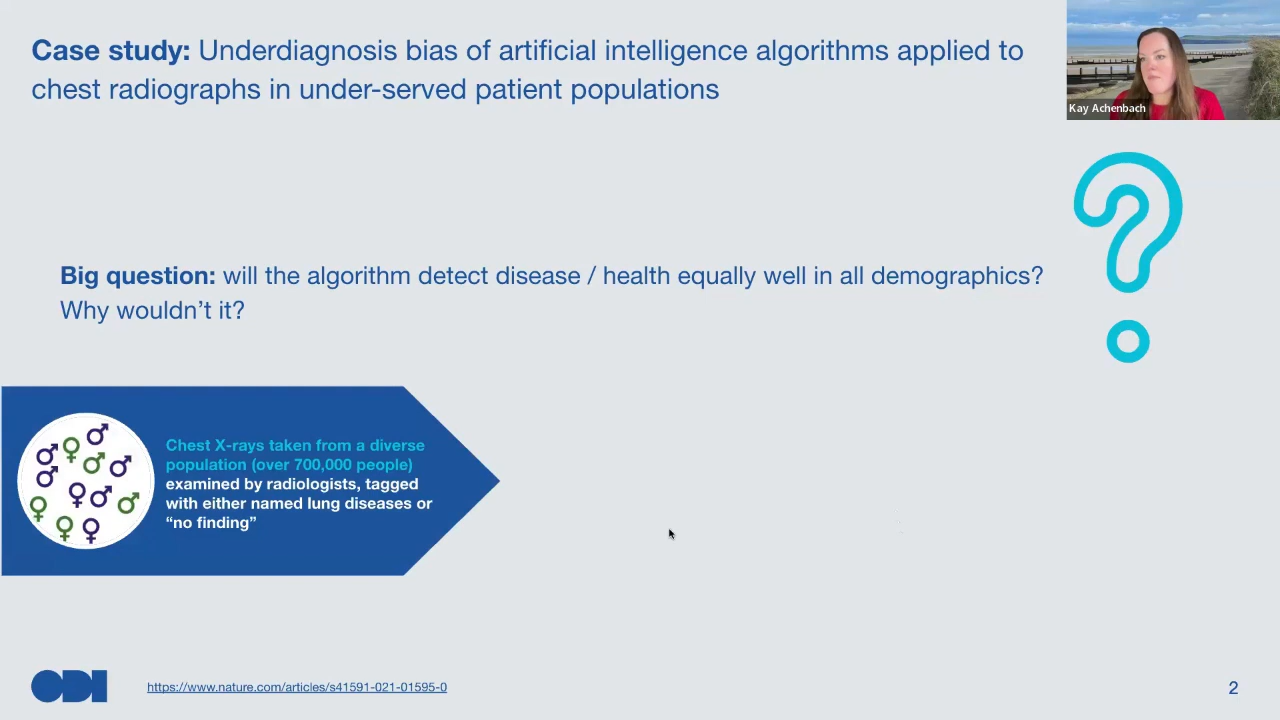 Case study: Underdiagnosis bias of artificial intelligence algorithms applied to
chest radiographs in under-served patient populations
Kay Achenbach
Big question: will the algorithm detect disease / health equally well in all demographics?
Why wouldn’t it?
Chest X-rays taken from a diverse
population (over 700,000 people)
examined by radiologists, tagged
with either named lung diseases or
“no finding”
ODI
https://www.nature.com/articles/s41591-021-01595-0
2